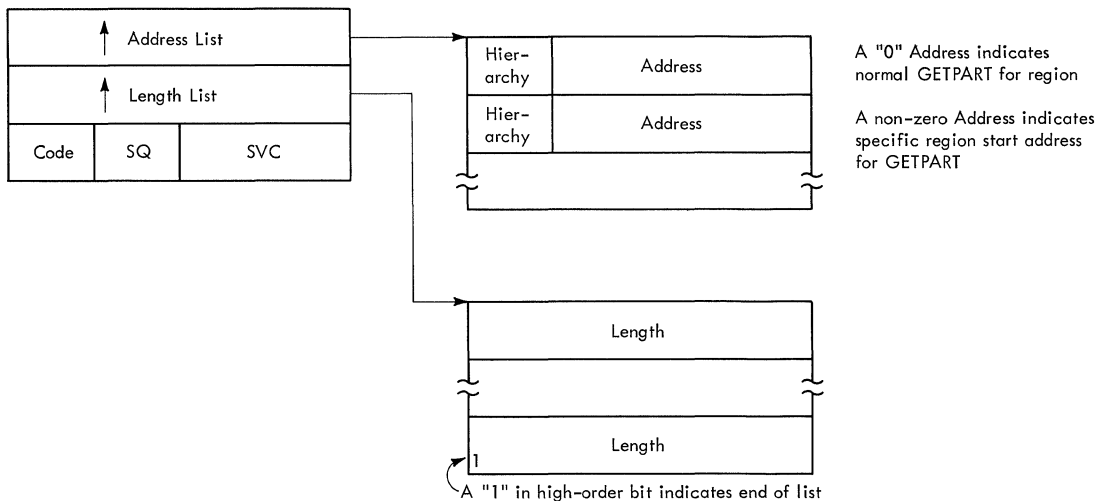 Address List
Length List
Code SQ SVC
Hier-
archy
Address
Hier-
archy
Address
A "0" Address indicates
normal GETPART for region
A non-zero Address indicates
specific region start address
for GETPART
Length
Length
1
A "1" in high-order bit indicates end of list